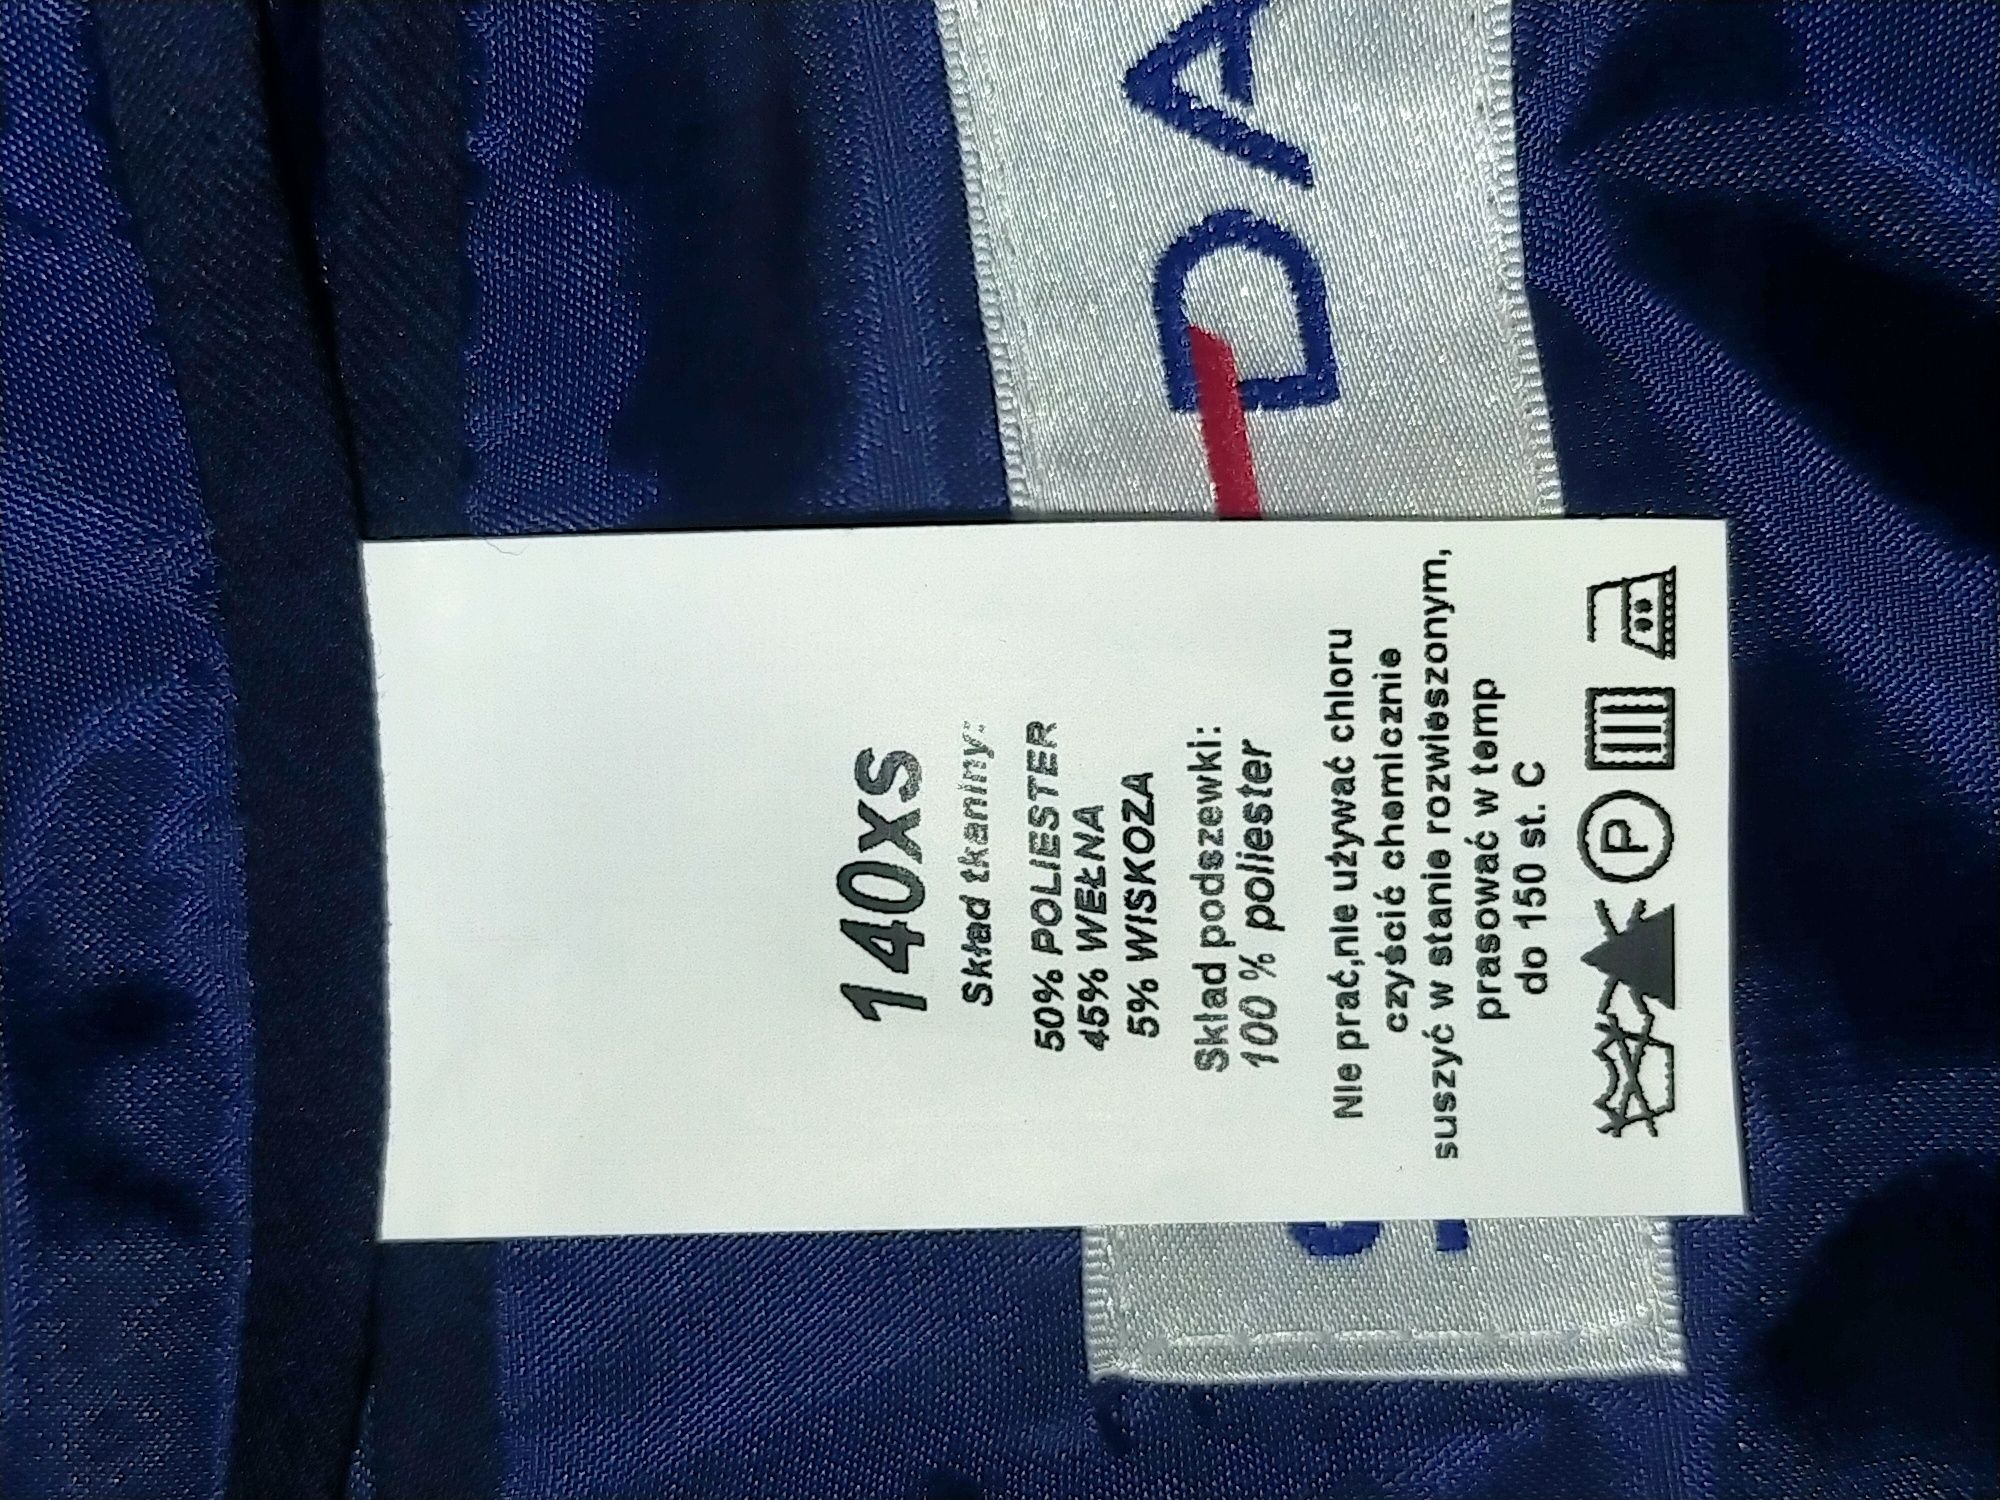 140xs
Skład tkaniny:
50% POLIESTER
45% WEŁNA
5% WISKOZA
Skład podszewki:
100 % poliester
Nie prać,nie używać chloru
czyścić chemicznie
suszyć w stanie rozwieszonym,
prasować w temp
do 150 st. C
P
DA